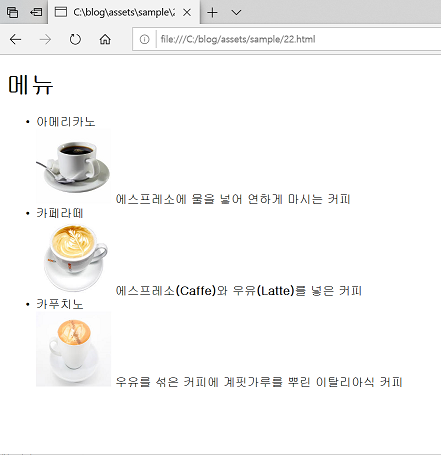 C:\blog\assets\sample\2
file:///C:/blog/assets/sample/22.html
메뉴
• 아메리카노
에스프레소에 물을 넣어 연하게 마시는 커피
• 카페라떼
에스프레소(Caffe)와 우유(Latte)를 넣은 커피
• 카푸치노
우유를 섞은 커피에 계핏가루를 뿌린 이탈리아식 커피